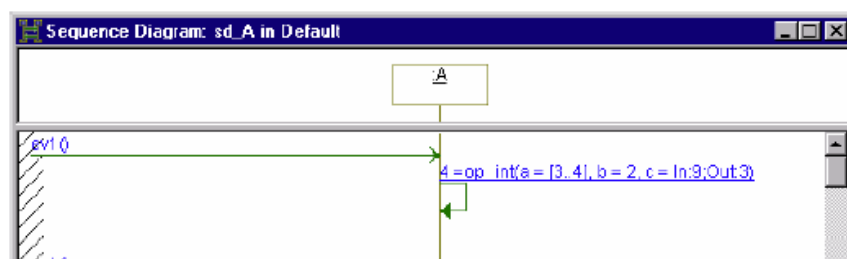 Sequence Diagram: sd_A in Default
:A
ev1()
4 =op_int(a = [3..4], b = 2, c = In:9;Out:3)